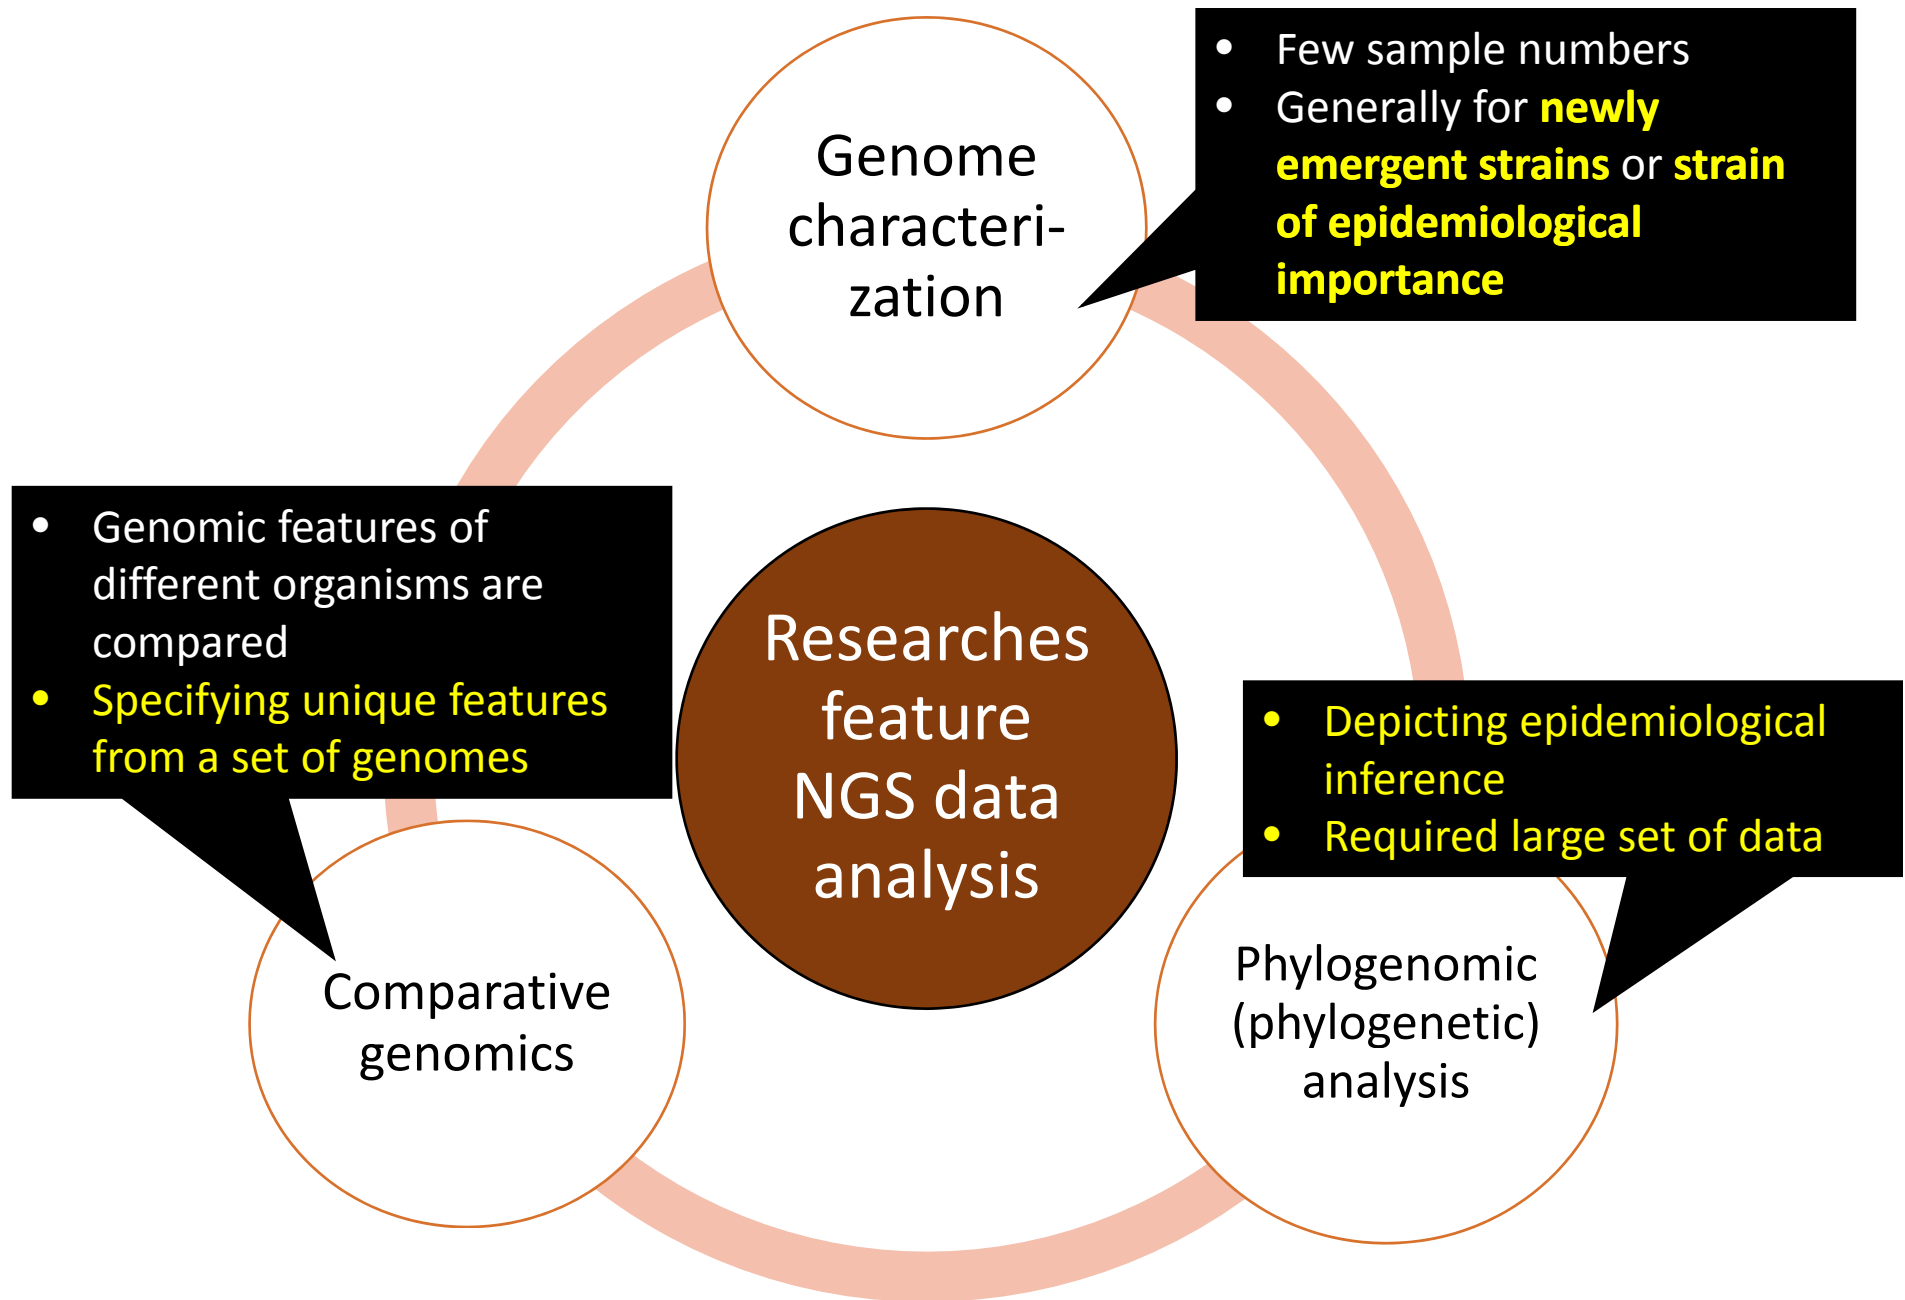 Genome
characteri-
zation
• Few sample numbers
• Generally for newly
emergent strains or strain
of epidemiological
importance
• Genomic features of
different organisms are
compared
• Specifying unique features
from a set of genomes
Researches
feature
NGS data
analysis
• Depicting epidemiological
inference
• Required large set of data
Comparative
genomics
Phylogenomic
(phylogenetic)
analysis